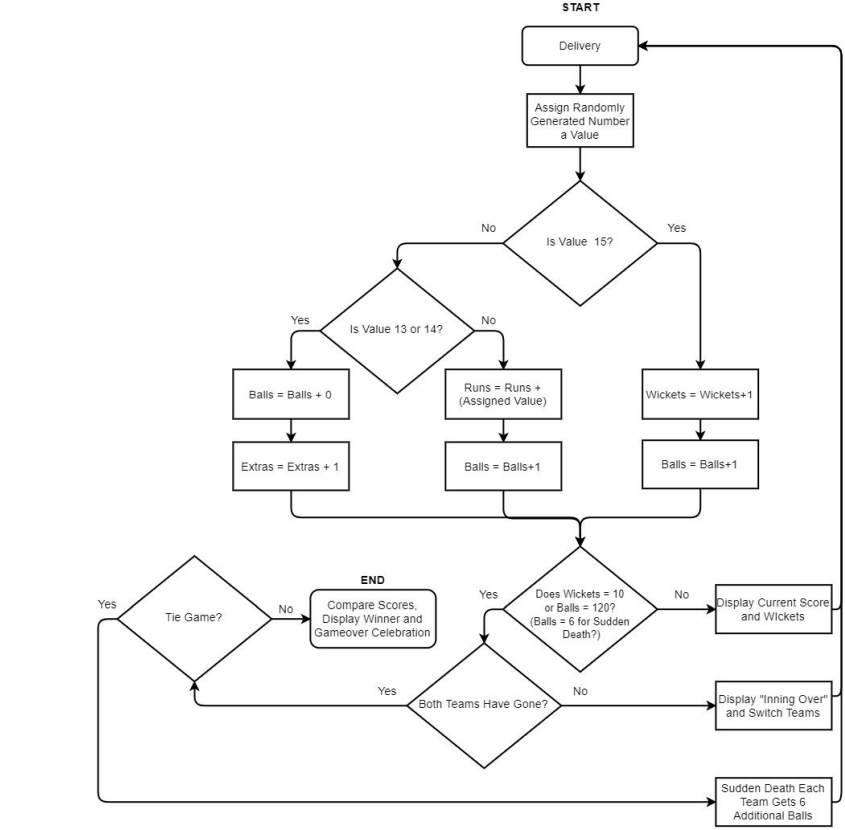 START
Delivery
Assign Randomly
Generated Number
a Value
Is Value 15?
No
Yes
Is Value 13 or 14?
Yes
No
Balls = Balls + 0
Runs = Runs +
(Assigned Value)
Wickets = Wickets+1
Extras = Extras + 1
Balls = Balls+1
Balls = Balls+1
Does Wickets = 10
or Balls = 120?
(Balls = 6 for Sudden
Death?)
Yes
No
Display Current Score
and WIckets
Tie Game?
Yes
No
END
Compare Scores,
Display Winner and
Gameover Celebration
Both Teams Have Gone?
Yes
No
Display "Inning Over"
and Switch Teams
Sudden Death Each
Team Gets 6
Additional Balls